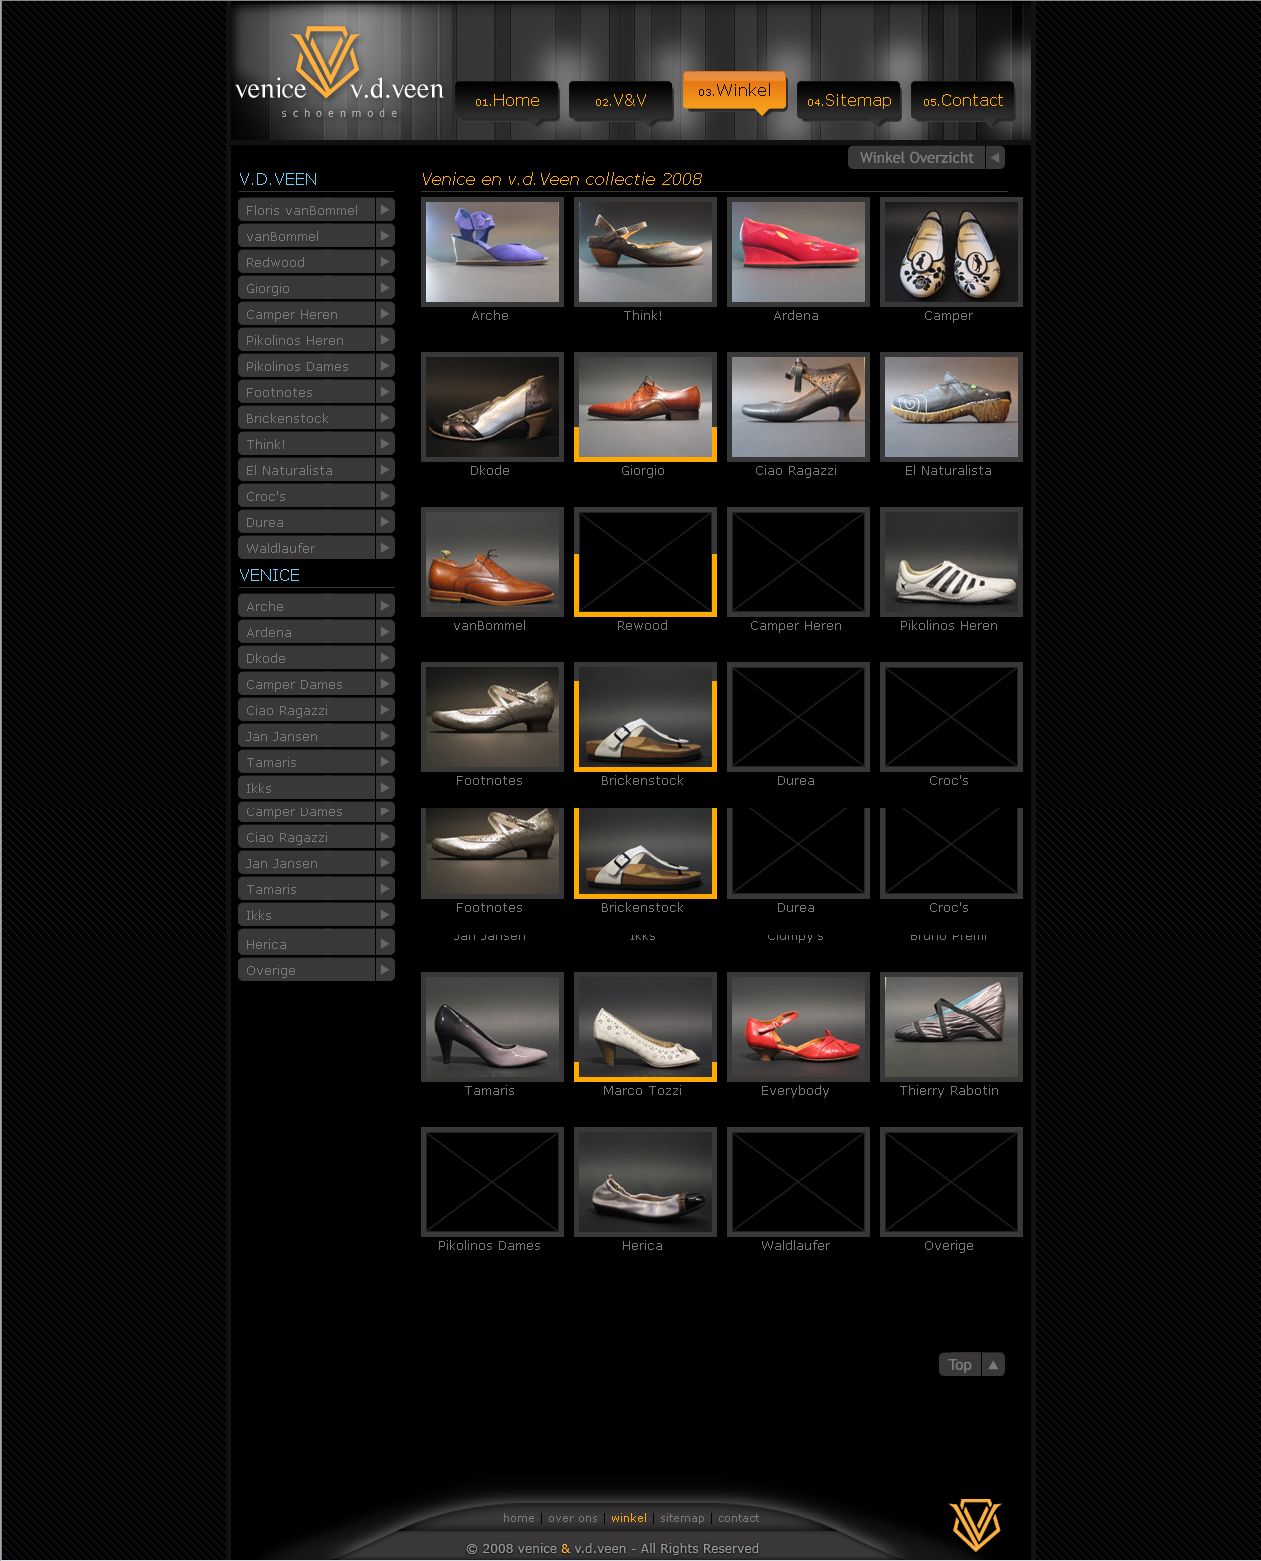 venice v.d.veen
schoenmode
01.Home
02.V&V
03.Winkel
04.Sitemap
05.Contact
Winkel Overzicht
V.D.VEEN
Floris vanBommel
vanBommel
Redwood
Giorgio
Camper Heren
Pikolinos Heren
Pikolinos Dames
Footnotes
Brickenstock
Think!
El Naturalista
Croc's
Durea
Waldlaufer
VENICE
Arche
Ardena
Dkode
Camper Dames
Ciao Ragazzi
Jan Jansen
Tamaris
Ikks
Camper Dames
Ciao Ragazzi
Jan Jansen
Tamaris
Ikks
Herica
Overige
Venice en v.d.Veen collectie 2008
Arche
Think!
Ardena
Camper
Dkode
Giorgio
Ciao Ragazzi
El Naturalista
vanBommel
Rewood
Camper Heren
Pikolinos Heren
Footnotes
Brickenstock
Durea
Croc's
Footnotes
Brickenstock
Durea
Croc's
Jan Jansen
Ikks
Clumpy's
Bruno Premi
Tamaris
Marco Tozzi
Everybody
Thierry Rabotin
Pikolinos Dames
Herica
Waldlaufer
Overige
Top
home | over ons | winkel | sitemap | contact
© 2008 venice & v.d.veen - All Rights Reserved